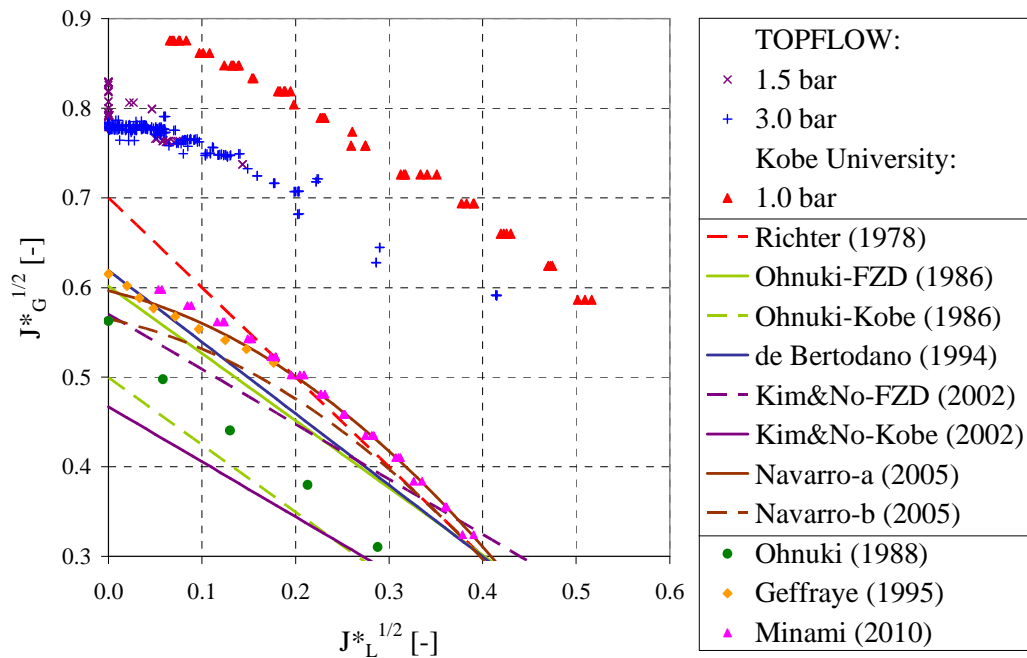 0.9
0.8
0.7
0.6
0.5
0.4
0.3
0.0 0.1 0.2 0.3 0.4 0.5 0.6
J*G^1/2 [-]
J*L^1/2 [-]
TOPFLOW:
1.5 bar
3.0 bar
Kobe University:
1.0 bar
Richter (1978)
Ohnuki-FZD (1986)
Ohnuki-Kobe (1986)
de Bertodano (1994)
Kim&No-FZD (2002)
Kim&No-Kobe (2002)
Navarro-a (2005)
Navarro-b (2005)
Ohnuki (1988)
Geffraye (1995)
Minami (2010)